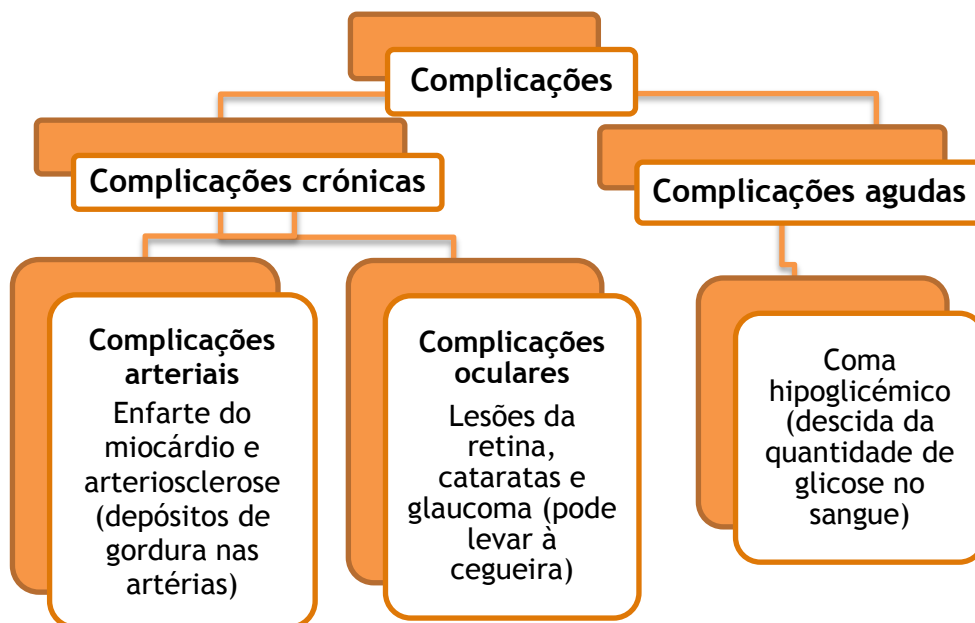 Complicações
Complicações crónicas
Complicações agudas
Complicações
arteriais
Enfarte do
miocárdio e
arteriosclerose
(depósitos de
gordura nas
artérias)
Complicações
oculares
Lesões da
retina,
cataratas e
glaucoma (pode
levar à
cegueira)
Coma
hipoglicémico
(descida da
quantidade de
glicose no
sangue)